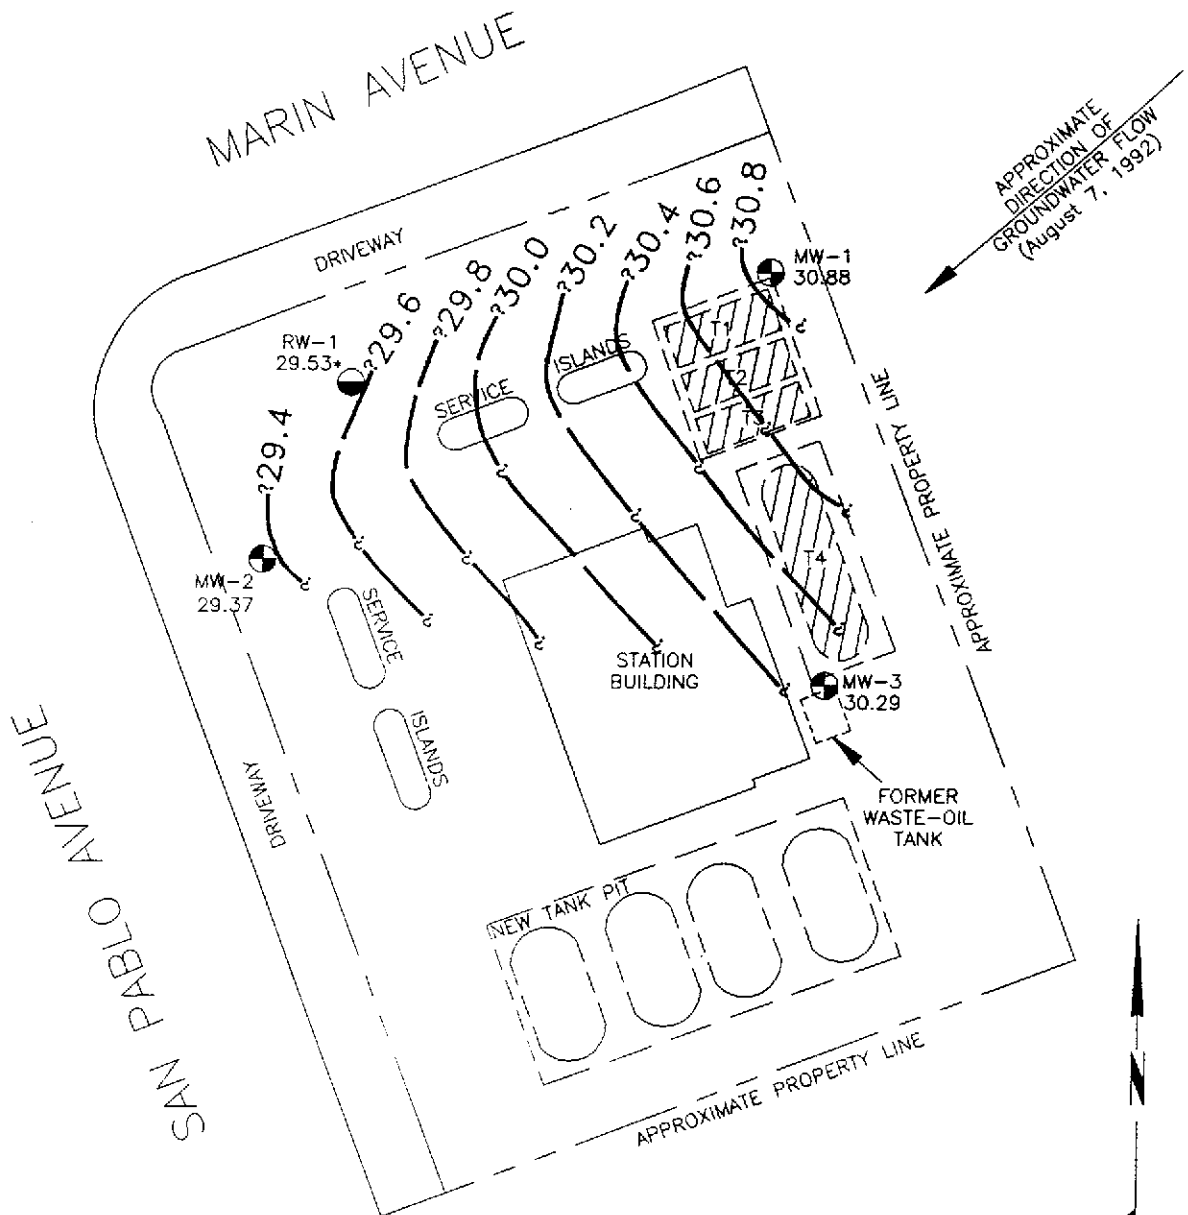 MARIN AVENUE
APPROXIMATE
DIRECTION OF
GROUNDWATER FLOW
(August 7, 1992)
DRIVEWAY
?29.4
?29.6
?29.8
?30.0
?30.2
?30.4
?30.6
?30.8
MW-1
30.88
RW-1
29.53*
T1
T2
T3
SERVICE
ISLANDS
APPROXIMATE PROPERTY LINE
T4
MW-2
29.37
SERVICE
ISLANDS
STATION
BUILDING
MW-3
30.29
?
?
?
?
?
?
?
?
?
?
?
?
?
FORMER
WASTE-OIL
TANK
APPROXIMATE PROPERTY LINE
SAN PABLO AVENUE
DRIVEWAY
NEW TANK PIT
APPROXIMATE PROPERTY LINE
N